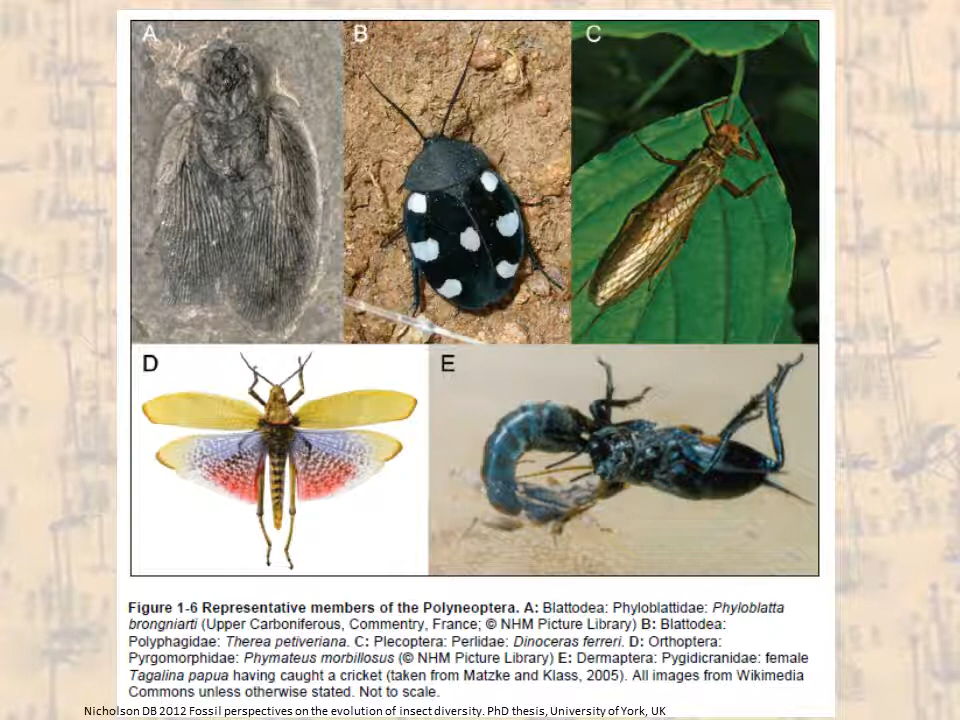 A
B
C
D
E
Figure 1-6 Representative members of the Polyneoptera. A: Blattodea: Phyloblattidae: Phyloblatta
brongniarti (Upper Carboniferous, Commentry, France; © NHM Picture Library) B: Blattodea:
Polyphagidae: Therea petiveriana. C: Plecoptera: Perlidae: Dinoceras ferreri. D: Orthoptera:
Pyrgomorphidae: Phymateus morbillosus (© NHM Picture Library) E: Dermaptera: Pygidicranidae: female
Tagalina papua having caught a cricket (taken from Matzke and Klass, 2005). All images from Wikimedia
Commons unless otherwise stated. Not to scale.
Nicholson DB 2012 Fossil perspectives on the evolution of insect diversity. PhD thesis, University of York, UK